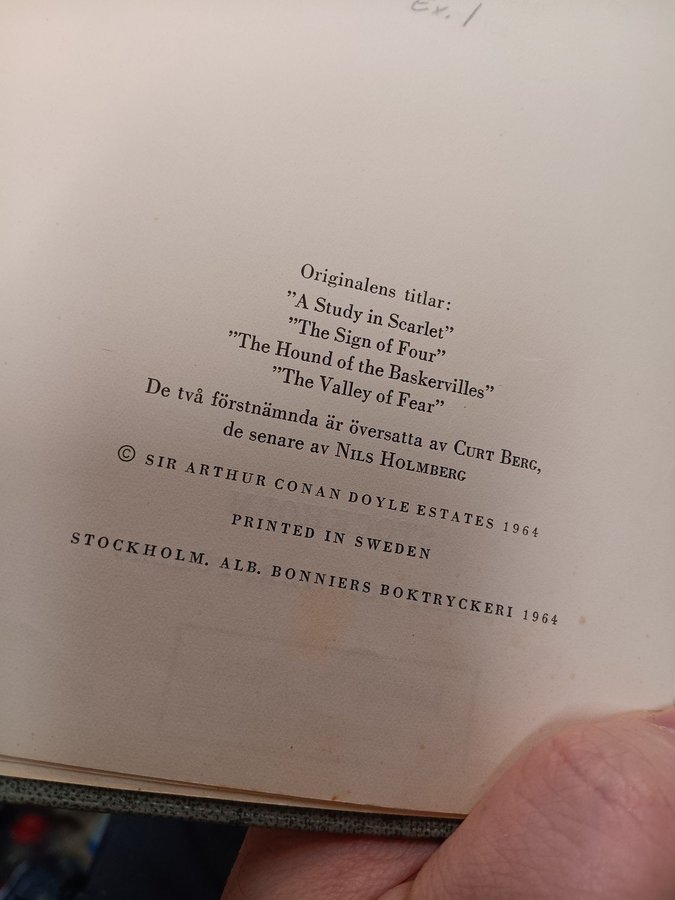 Ex. 1
Originalens titlar:
”A Study in Scarlet”
”The Sign of Four”
”The Hound of the Baskervilles”
”The Valley of Fear”
De två förstnämnda är översatta av Curt Berg,
de senare av Nils Holmberg
© SIR ARTHUR CONAN DOYLE ESTATES 1964
PRINTED IN SWEDEN
STOCKHOLM. ALB. BONNIERS BOKTRYCKERI 1964